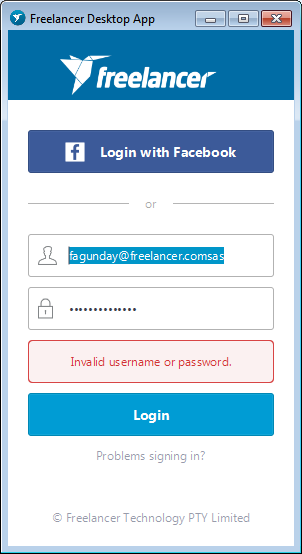 Freelancer Desktop App
freelancer
Login with Facebook
or
fagunday@freelancer.comsas
••••••••••••••
Invalid username or password.
Login
Problems signing in?
© Freelancer Technology PTY Limited